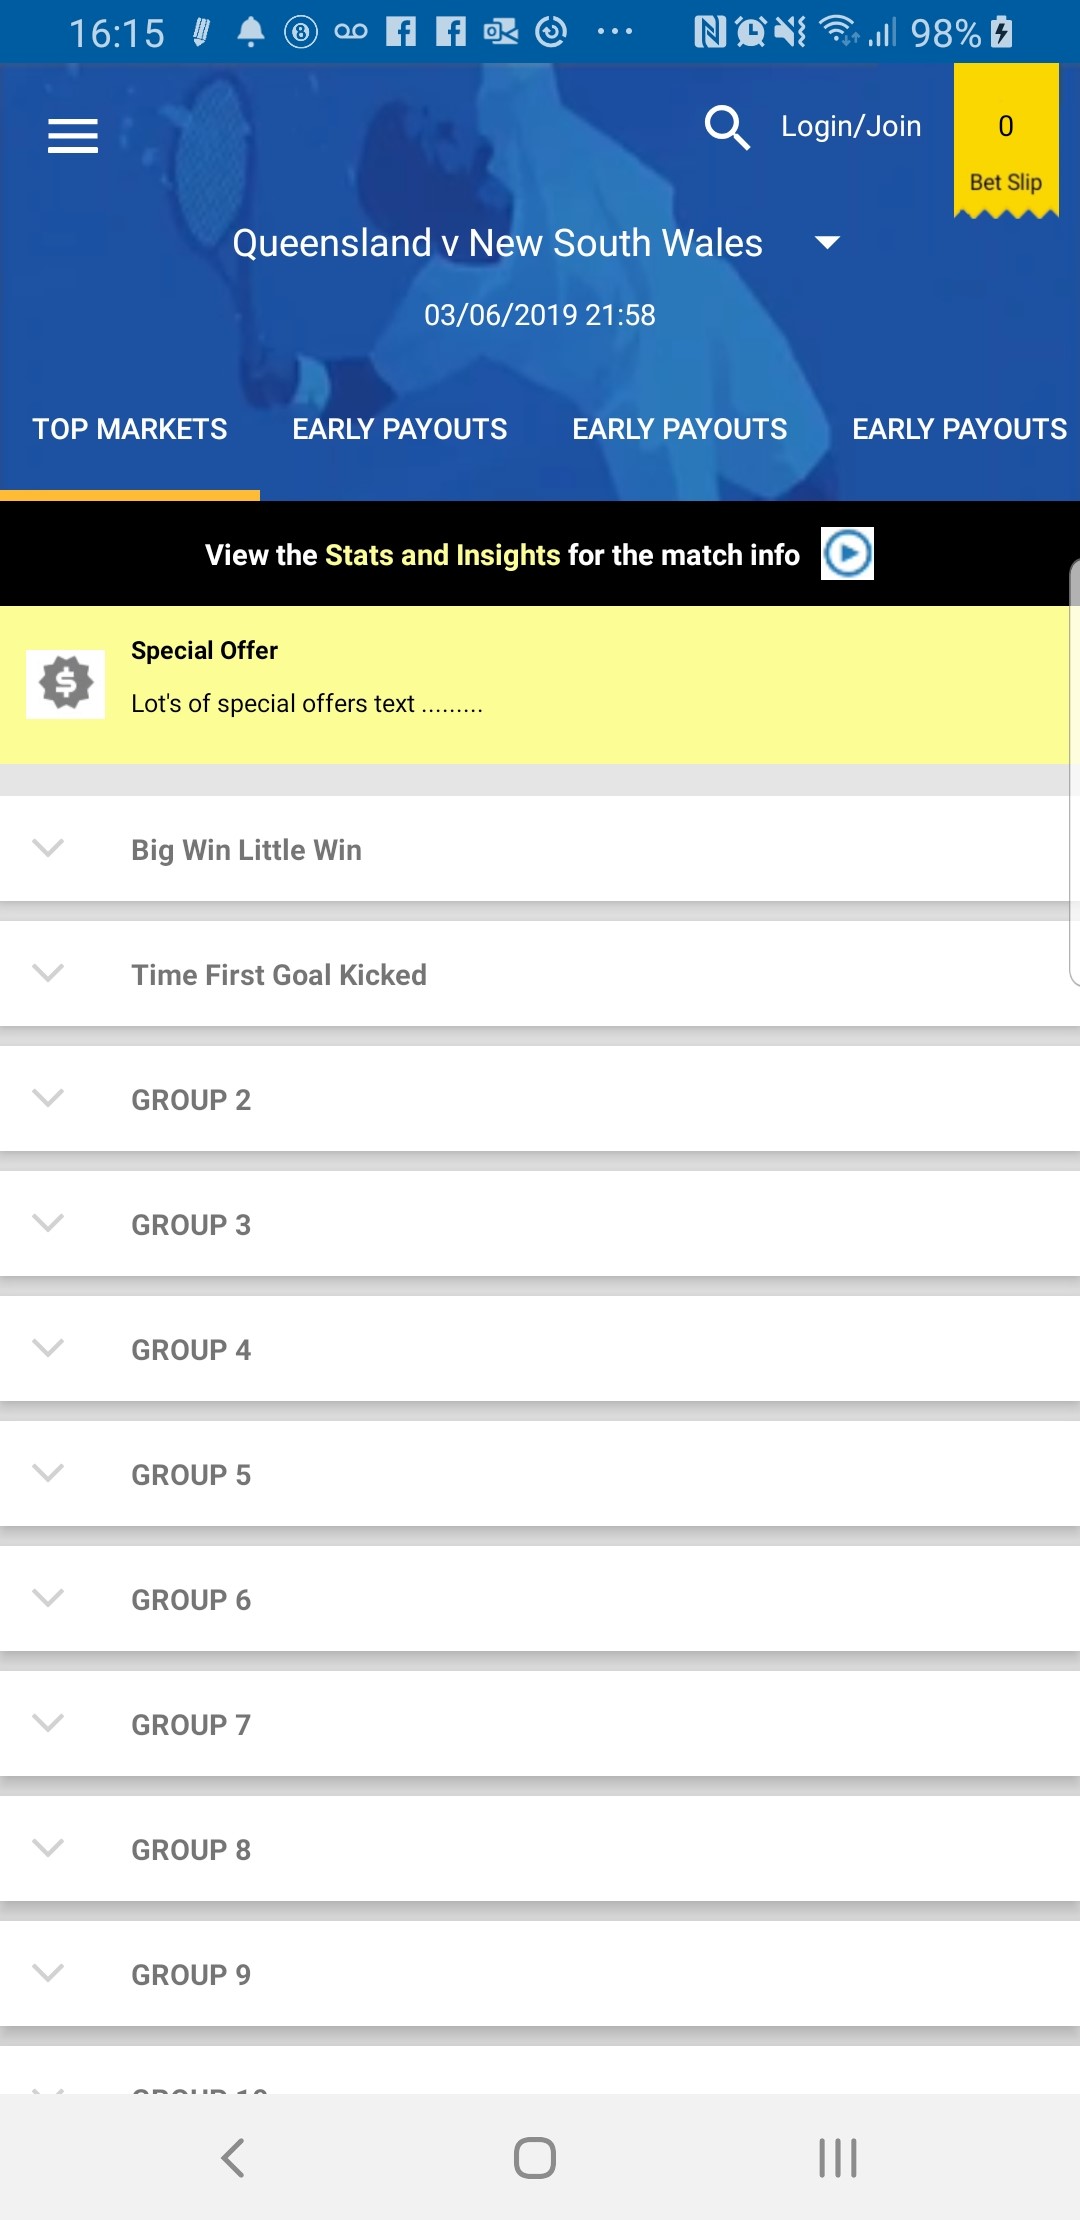 16:15
98%
Login/Join
0
Bet Slip
Queensland v New South Wales
03/06/2019 21:58
TOP MARKETS
EARLY PAYOUTS
EARLY PAYOUTS
EARLY PAYOUTS
View the Stats and Insights for the match info
Special Offer
Lot's of special offers text .........
Big Win Little Win
Time First Goal Kicked
GROUP 2
GROUP 3
GROUP 4
GROUP 5
GROUP 6
GROUP 7
GROUP 8
GROUP 9
GROUP 10